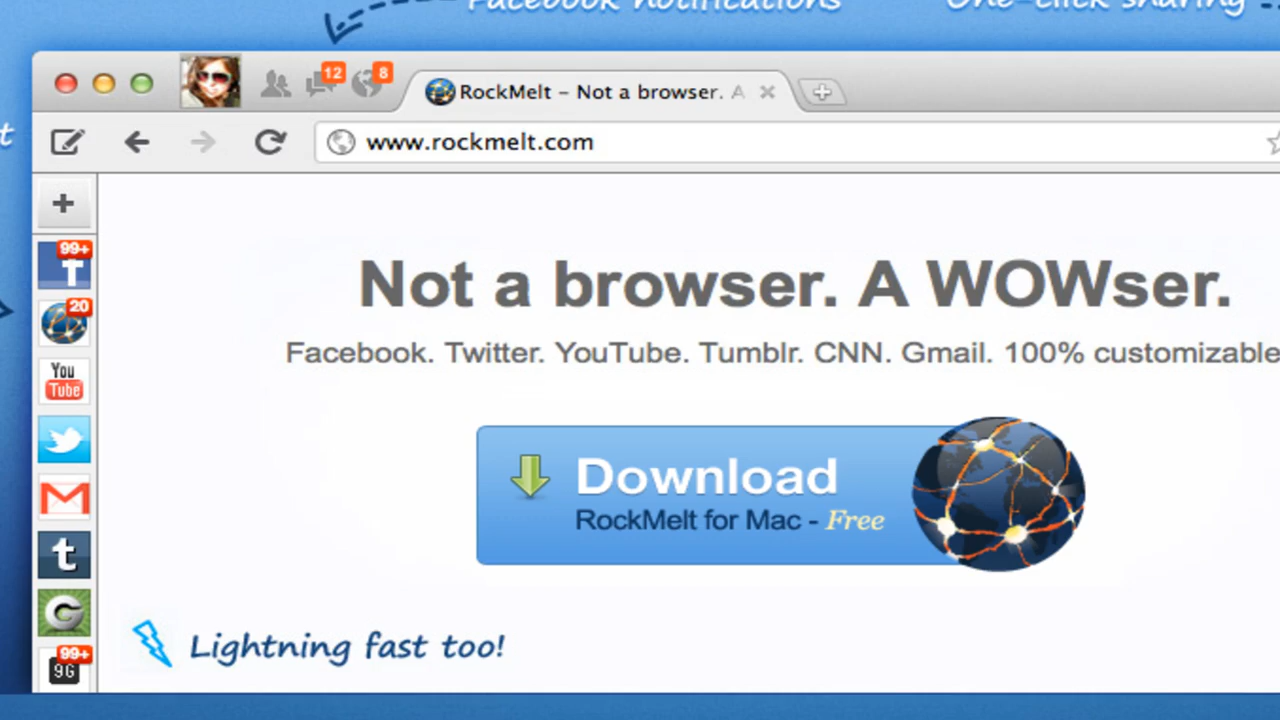 Facebook notifications
One-click sharing
12
8
RockMelt - Not a browser. A
www.rockmelt.com
99+
20
You
Tube
9G
99+
Not a browser. A WOWser.
Facebook. Twitter. YouTube. Tumblr. CNN. Gmail. 100% customizable
Download
RockMelt for Mac - Free
Lightning fast too!